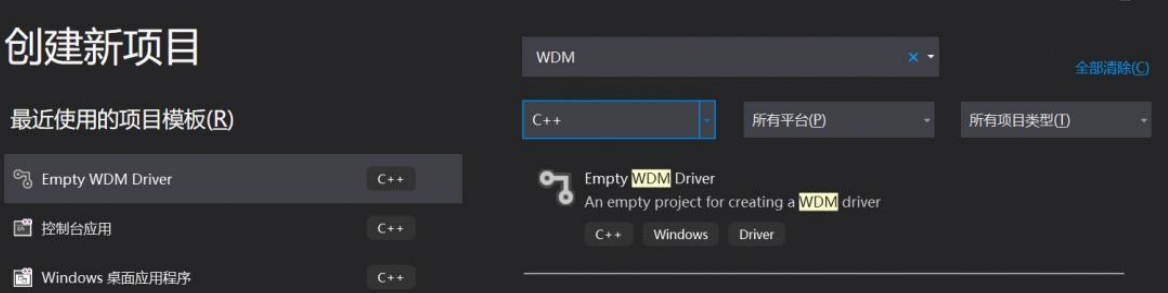 创建新项目
最近使用的项目模板(R)
Empty WDM Driver C++
控制台应用 C++
Windows 桌面应用程序 C++
WDM
全部清除(C)
C++ 所有平台(P) 所有项目类型(T)
Empty WDM Driver
An empty project for creating a WDM driver
C++ Windows Driver